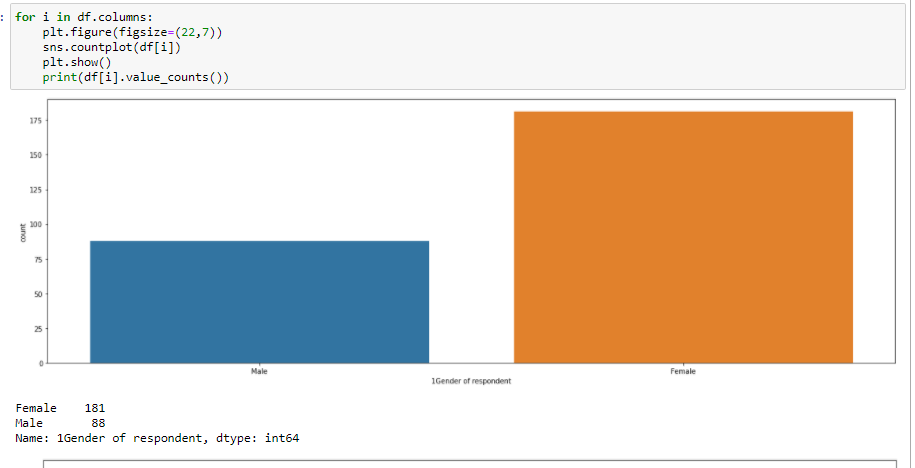 : for i in df.columns:
    plt.figure(figsize=(22,7))
    sns.countplot(df[i])
    plt.show()
    print(df[i].value_counts())
175
150
125
100
75
50
25
0
count
Male Female
1Gender of respondent
Female    181
Male       88
Name: 1Gender of respondent, dtype: int64